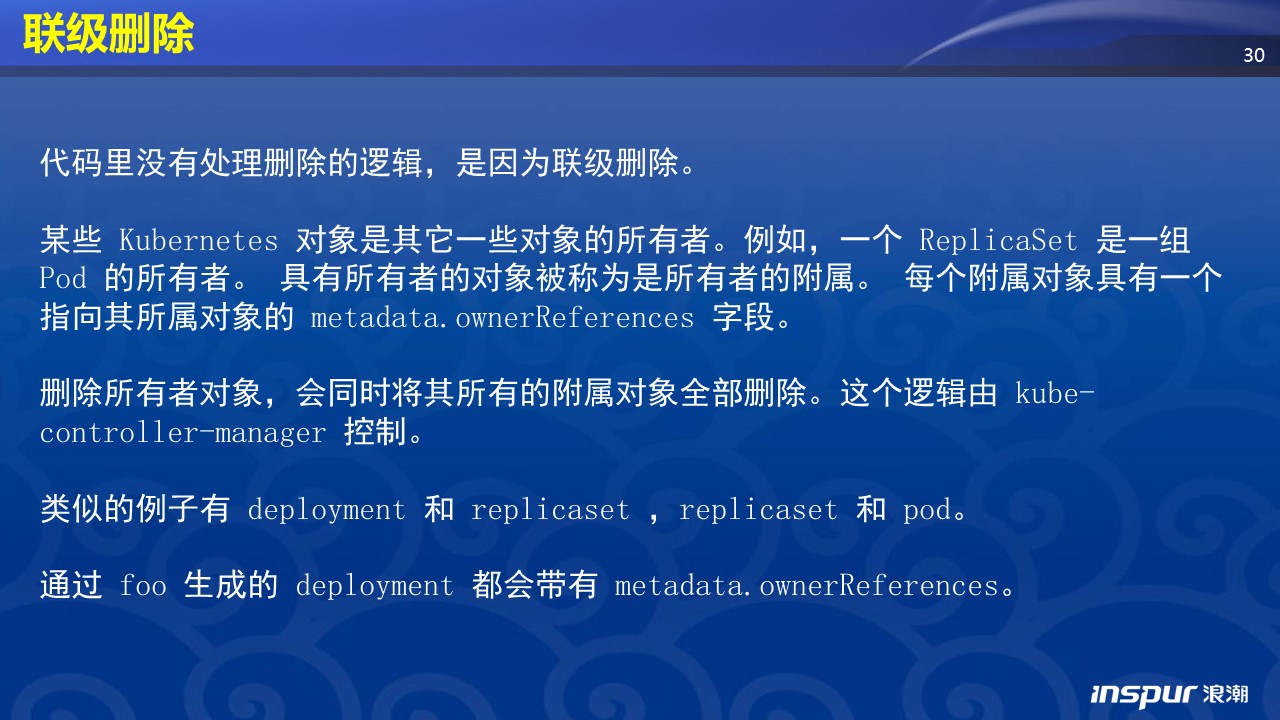 联级删除
30
代码里没有处理删除的逻辑，是因为联级删除。
某些 Kubernetes 对象是其它一些对象的所有者。例如，一个 ReplicaSet 是一组
Pod 的所有者。 具有所有者的对象被称为是所有者的附属。 每个附属对象具有一个
指向其所属对象的 metadata.ownerReferences 字段。
删除所有者对象，会同时将其所有的附属对象全部删除。这个逻辑由 kube-
controller-manager 控制。
类似的例子有 deployment 和 replicaset ，replicaset 和 pod。
通过 foo 生成的 deployment 都会带有 metadata.ownerReferences。
inspur 浪潮